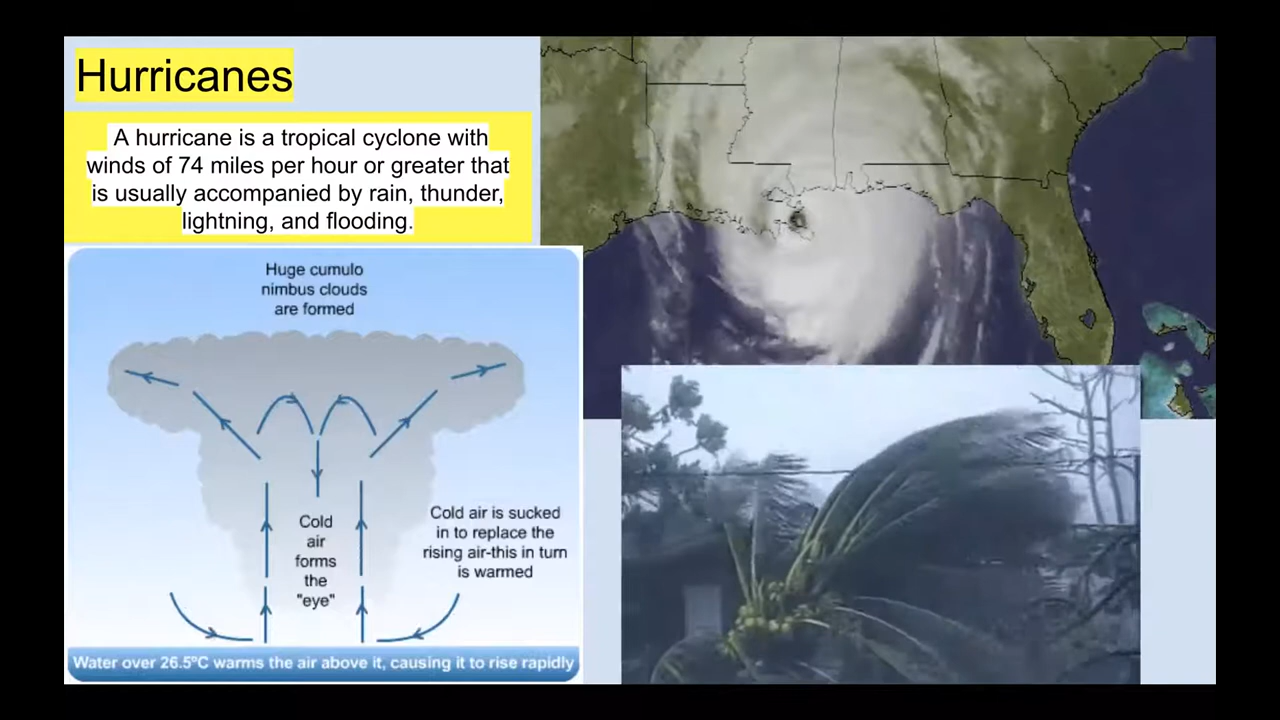 Hurricanes
A hurricane is a tropical cyclone with
winds of 74 miles per hour or greater that
is usually accompanied by rain, thunder,
lightning, and flooding.
Huge cumulo
nimbus clouds
are formed
Cold
air
forms
the
"eye"
Cold air is sucked
in to replace the
rising air-this in turn
is warmed
Water over 26.5ºC warms the air above it, causing it to rise rapidly